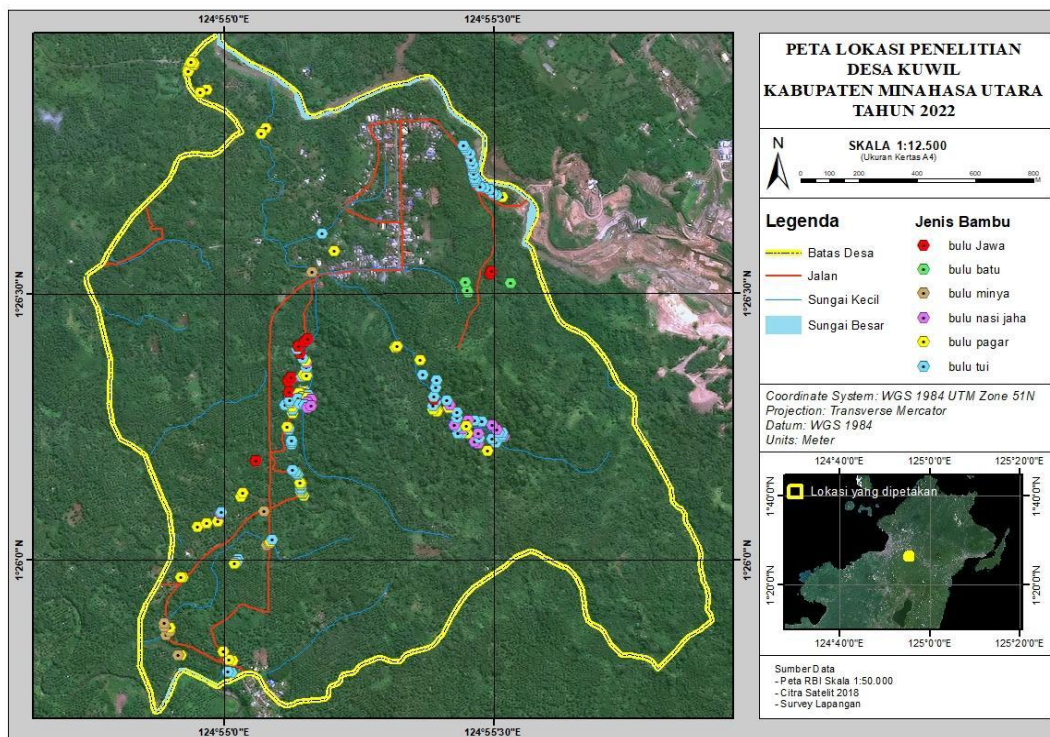 124°55'0"E
124°55'30"E
1°26'30"N
1°26'0"N
1°26'30"N
1°26'0"N
124°55'0"E
124°55'30"E
PETA LOKASI PENELITIAN
DESA KUWIL
KABUPATEN MINAHASA UTARA
TAHUN 2022
N
SKALA 1:12.500
(Ukuran Kertas A4)
0 100 200 400 600 800
M
Legenda
Batas Desa
Jalan
Sungai Kecil
Sungai Besar
Jenis Bambu
bulu Jawa
bulu batu
bulu minya
bulu nasi jaha
bulu pagar
bulu tui
Coordinate System: WGS 1984 UTM Zone 51N
Projection: Transverse Mercator
Datum: WGS 1984
Units: Meter
124°40'0"E 125°0'0"E 125°20'0"E
Lokasi yang dipetakan
1°40'0"N
1°20'0"N
1°40'0"N
1°20'0"N
124°40'0"E 125°0'0"E 125°20'0"E
Sumber Data
- Peta RBI Skala 1:50.000
- Citra Satelit 2018
- Survey Lapangan